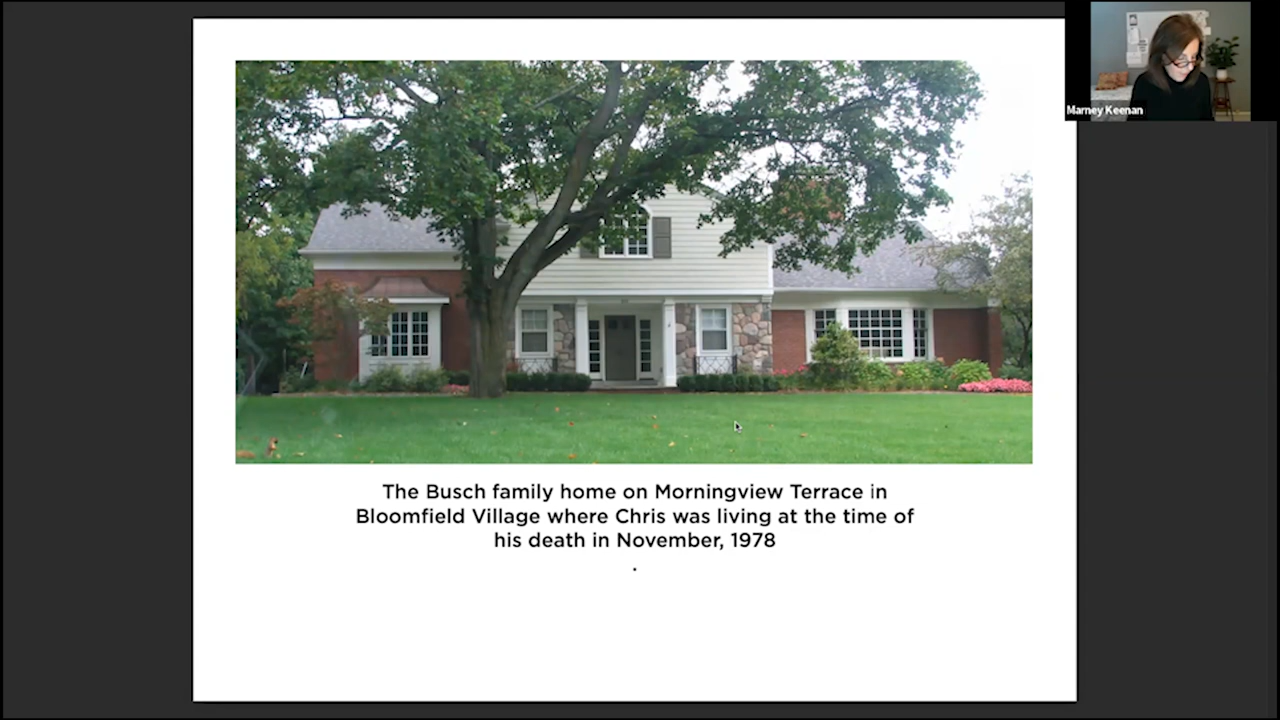 Marney Keenan
The Busch family home on Morningview Terrace in
Bloomfield Village where Chris was living at the time of
his death in November, 1978
.